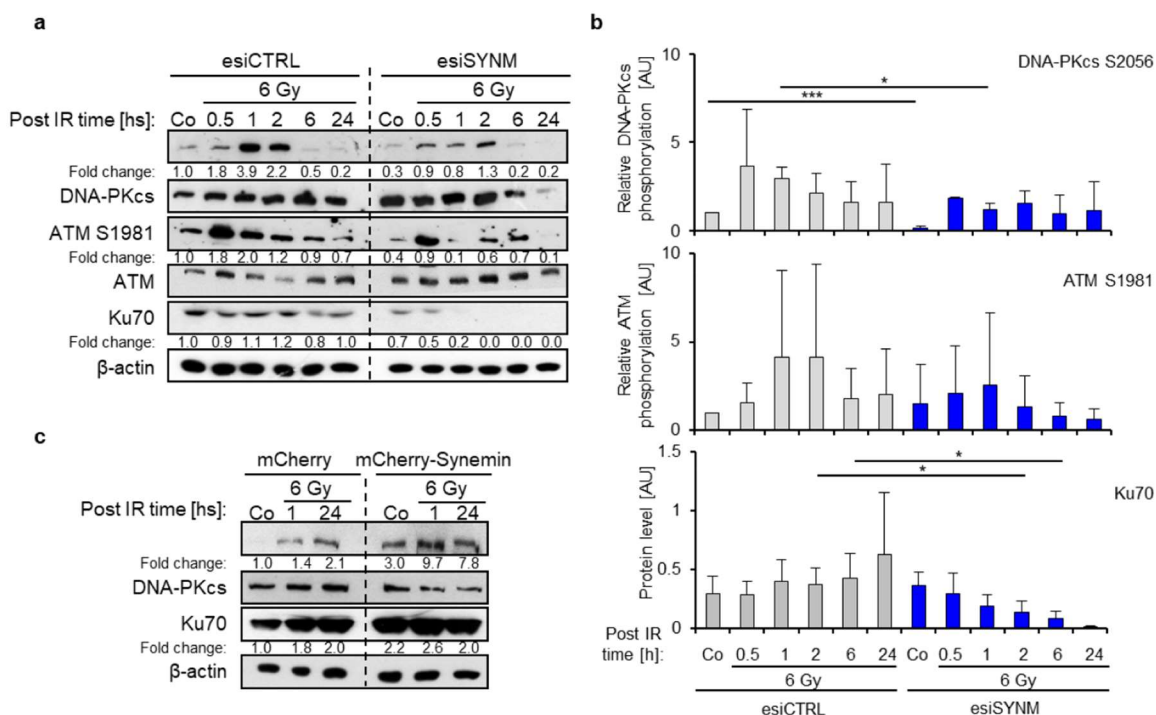 a
esiCTRL esiSYNM
6 Gy 6 Gy
Post IR time [hs]: Co 0.5 1 2 6 24 Co 0.5 1 2 6 24
Fold change: 1.0 1.8 3.9 2.2 0.5 0.2 0.3 0.9 0.8 1.3 0.2 0.2
DNA-PKcs
ATM S1981
Fold change: 1.0 1.8 2.0 1.2 0.9 0.7 0.4 0.9 0.1 0.6 0.7 0.1
ATM
Ku70
Fold change: 1.0 0.9 1.1 1.2 0.8 1.0 0.7 0.5 0.2 0.0 0.0 0.0
β-actin
c
mCherry mCherry-Synemin
6 Gy 6 Gy
Post IR time [hs]: Co 1 24 Co 1 24
Fold change: 1.0 1.4 2.1 3.0 9.7 7.8
DNA-PKcs
Ku70
Fold change: 1.0 1.8 2.0 2.2 2.6 2.0
β-actin
b
DNA-PKcs S2056
Relative DNA-PKcs
phosphorylation [AU]
10
5
0
*
***
ATM S1981
Relative ATM
phosphorylation [AU]
10
5
0
Ku70
Protein level [AU]
1.5
1
0.5
0
*
*
Post IR
time [h]: Co 0.5 1 2 6 24 Co 0.5 1 2 6 24
6 Gy 6 Gy
esiCTRL esiSYNM